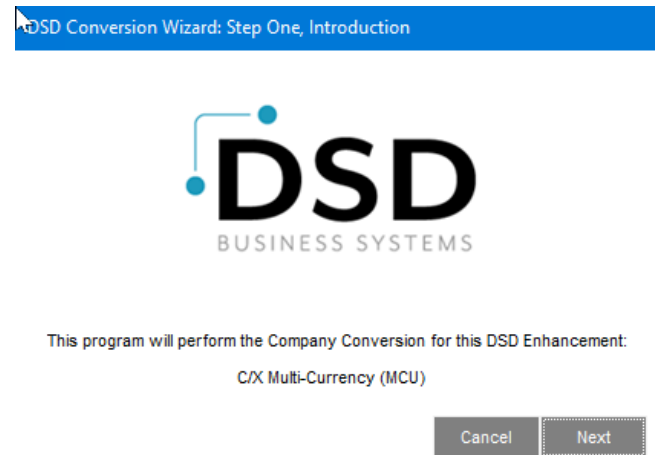 DSD Conversion Wizard: Step One, Introduction
DSD
BUSINESS SYSTEMS
This program will perform the Company Conversion for this DSD Enhancement:
C/X Multi-Currency (MCU)
Cancel Next